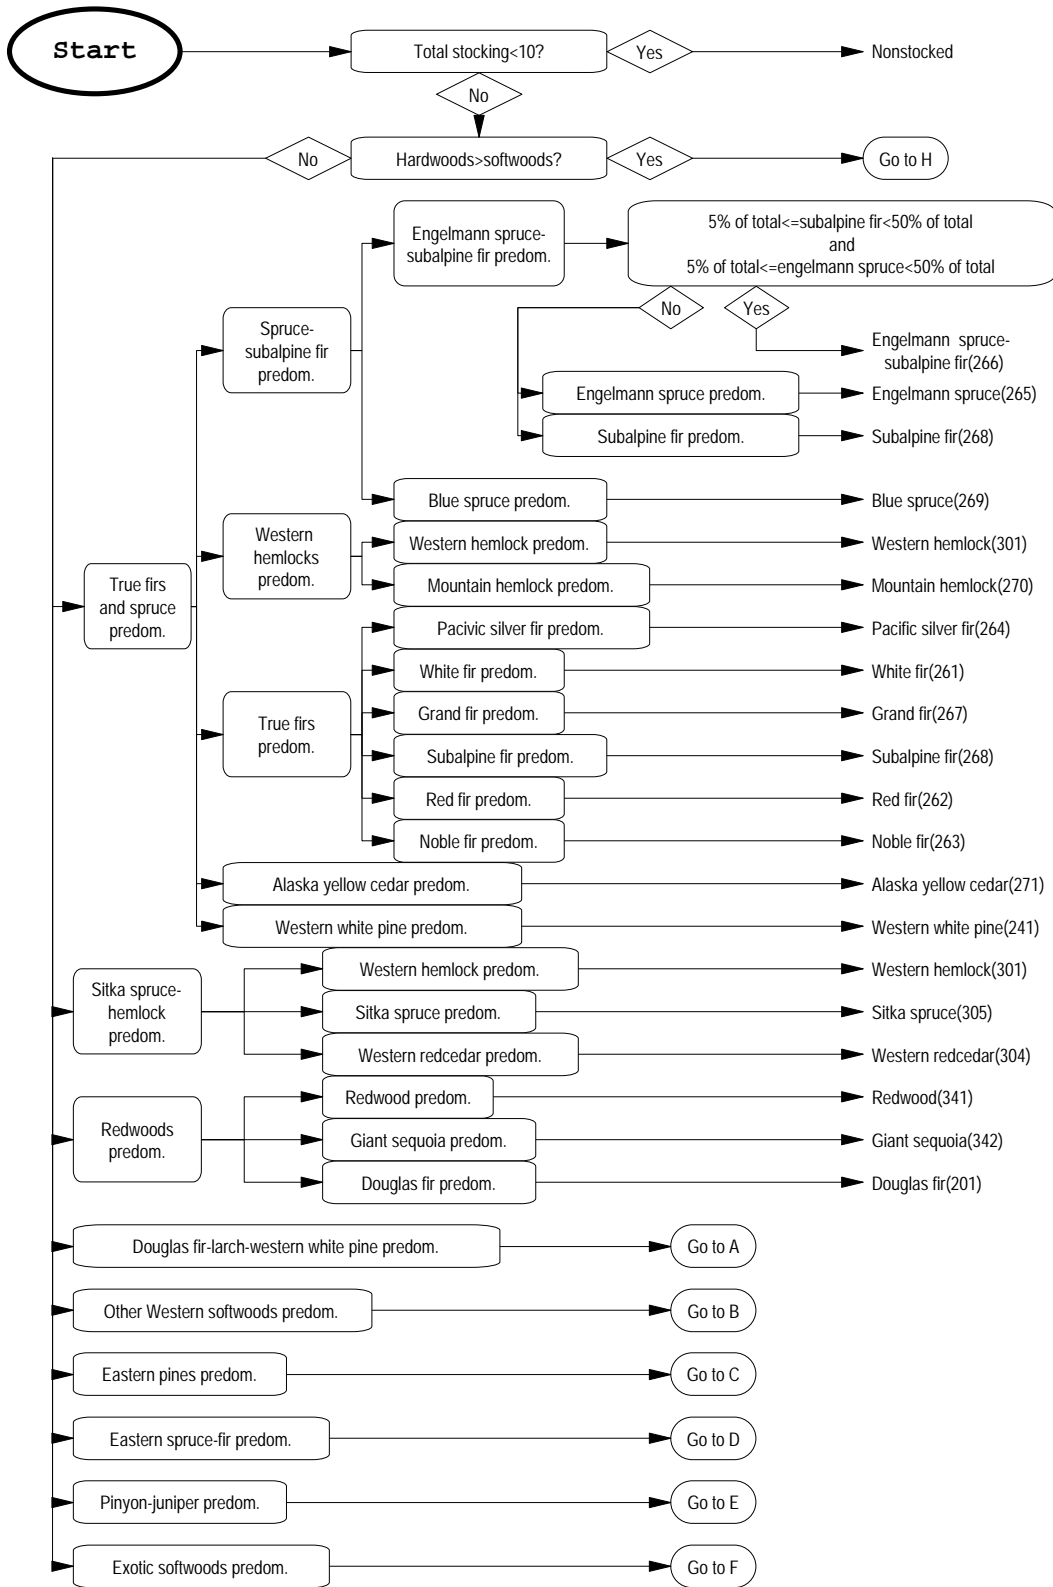 Start
Total stocking<10?
Yes
Nonstocked
No
No
Hardwoods>softwoods?
Yes
Go to H
Engelmann spruce-
subalpine fir predom.
5% of total<=subalpine fir<50% of total
and
5% of total<=engelmann spruce<50% of total
No
Yes
Spruce-
subalpine fir
predom.
Engelmann spruce-
subalpine fir(266)
Engelmann spruce predom.
Engelmann spruce(265)
Subalpine fir predom.
Subalpine fir(268)
Blue spruce predom.
Blue spruce(269)
Western
hemlocks
predom.
Western hemlock predom.
Western hemlock(301)
Mountain hemlock predom.
Mountain hemlock(270)
True firs
and spruce
predom.
Pacivic silver fir predom.
Pacific silver fir(264)
White fir predom.
White fir(261)
True firs
predom.
Grand fir predom.
Grand fir(267)
Subalpine fir predom.
Subalpine fir(268)
Red fir predom.
Red fir(262)
Noble fir predom.
Noble fir(263)
Alaska yellow cedar predom.
Alaska yellow cedar(271)
Western white pine predom.
Western white pine(241)
Sitka spruce-
hemlock
predom.
Western hemlock predom.
Western hemlock(301)
Sitka spruce predom.
Sitka spruce(305)
Western redcedar predom.
Western redcedar(304)
Redwoods
predom.
Redwood predom.
Redwood(341)
Giant sequoia predom.
Giant sequoia(342)
Douglas fir predom.
Douglas fir(201)
Douglas fir-larch-western white pine predom.
Go to A
Other Western softwoods predom.
Go to B
Eastern pines predom.
Go to C
Eastern spruce-fir predom.
Go to D
Pinyon-juniper predom.
Go to E
Exotic softwoods predom.
Go to F